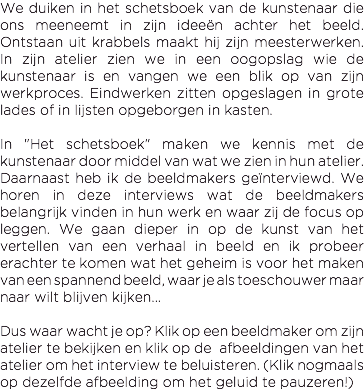 We duiken in het schetsboek van de kunstenaar die
ons meeneemt in zijn ideeën achter het beeld.
Ontstaan uit krabbels maakt hij zijn meesterwerken.
In zijn atelier zien we in een oogopslag wie de
kunstenaar is en vangen we een blik op van zijn
werkproces. Eindwerken zitten opgeslagen in grote
lades of in lijsten opgeborgen in kasten.

In "Het schetsboek" maken we kennis met de
kunstenaar door middel van wat we zien in hun atelier.
Daarnaast heb ik de beeldmakers geïnterviewd. We
horen in deze interviews wat de beeldmakers
belangrijk vinden in hun werk en waar zij de focus op
leggen. We gaan dieper in op de kunst van het
vertellen van een verhaal in beeld en ik probeer
erachter te komen wat het geheim is voor het maken
van een spannend beeld, waar je als toeschouwer maar
naar wilt blijven kijken...

Dus waar wacht je op? Klik op een beeldmaker om zijn
atelier te bekijken en klik op de afbeeldingen van het
atelier om het interview te beluisteren. (Klik nogmaals
op dezelfde afbeelding om het geluid te pauzeren!)